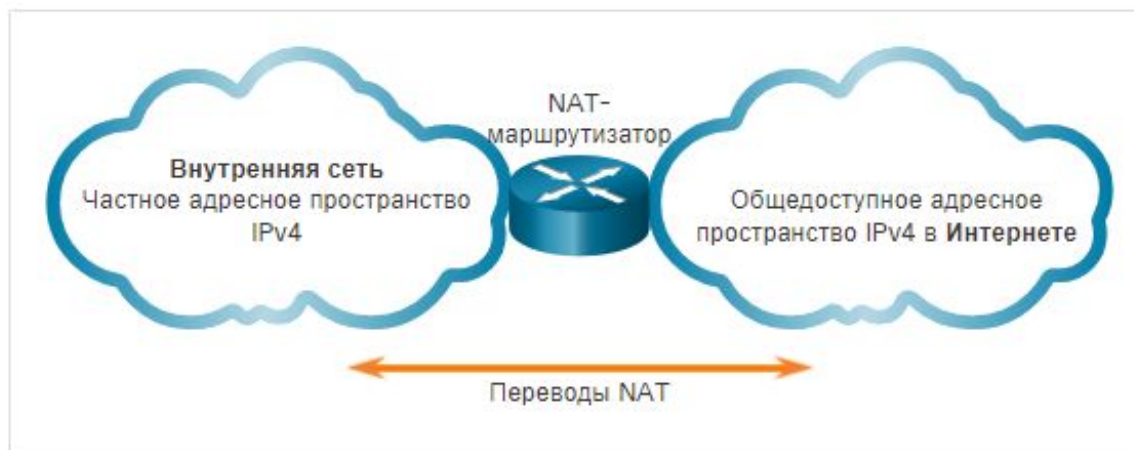 NAT-
маршрутизатор
Внутренняя сеть
Частное адресное пространство
IPv4
Общедоступное адресное
пространство IPv4 в Интернете
Переводы NAT